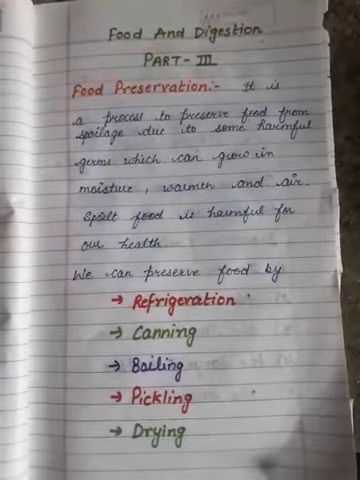 Food And Digestion
PART- III
Food Preservation:- It is
a process to preserve food from
spoilage due to some harmful
germs which can grow in
moisture, warmth and air.
Spoilt food is harmful for
our health
We can preserve food by
→ Refrigeration
→ Canning
→ Boiling
→ Pickling
→ Drying